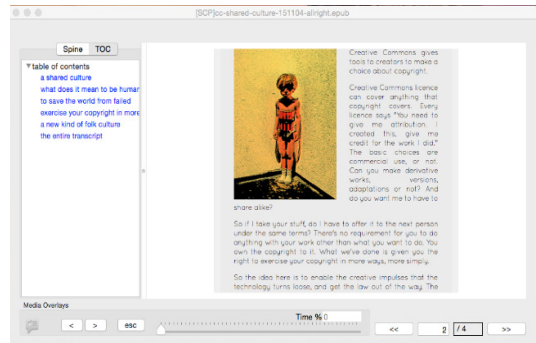 [SCP]cc-shared-culture-151104-allright.epub
Spine TOC
table of contents
a shared culture
what does it mean to be human
to save the world from failed
exercise your copyright in more
a new kind of folk culture
the entire transcript
Creative Commons gives
tools to creators to make a
choice about copyright.
Creative Commons licence
can cover anything that
copyright covers. Every
licence says "You need to
give me attribution. I
created this, give me
credit for the work I did,"
The basic choices are
commercial use, or not.
Can you make derivative
works, versions,
adaptations or not? And
do you want me to have to
share alike?
So if I take your stuff, do I have to offer it to the next person
under the same terms? There's no requirement for you to do
anything with your work other than what you want to do. You
own the copyright to it. What we've done is given you the
right to exercise your copyright in more ways, more simply.
So the idea here is to enable the creative impulses that the
technology turns loose, and get the law out of the way. The
Media Overlays
< > esc
Time % 0
<< 2 / 4 >>